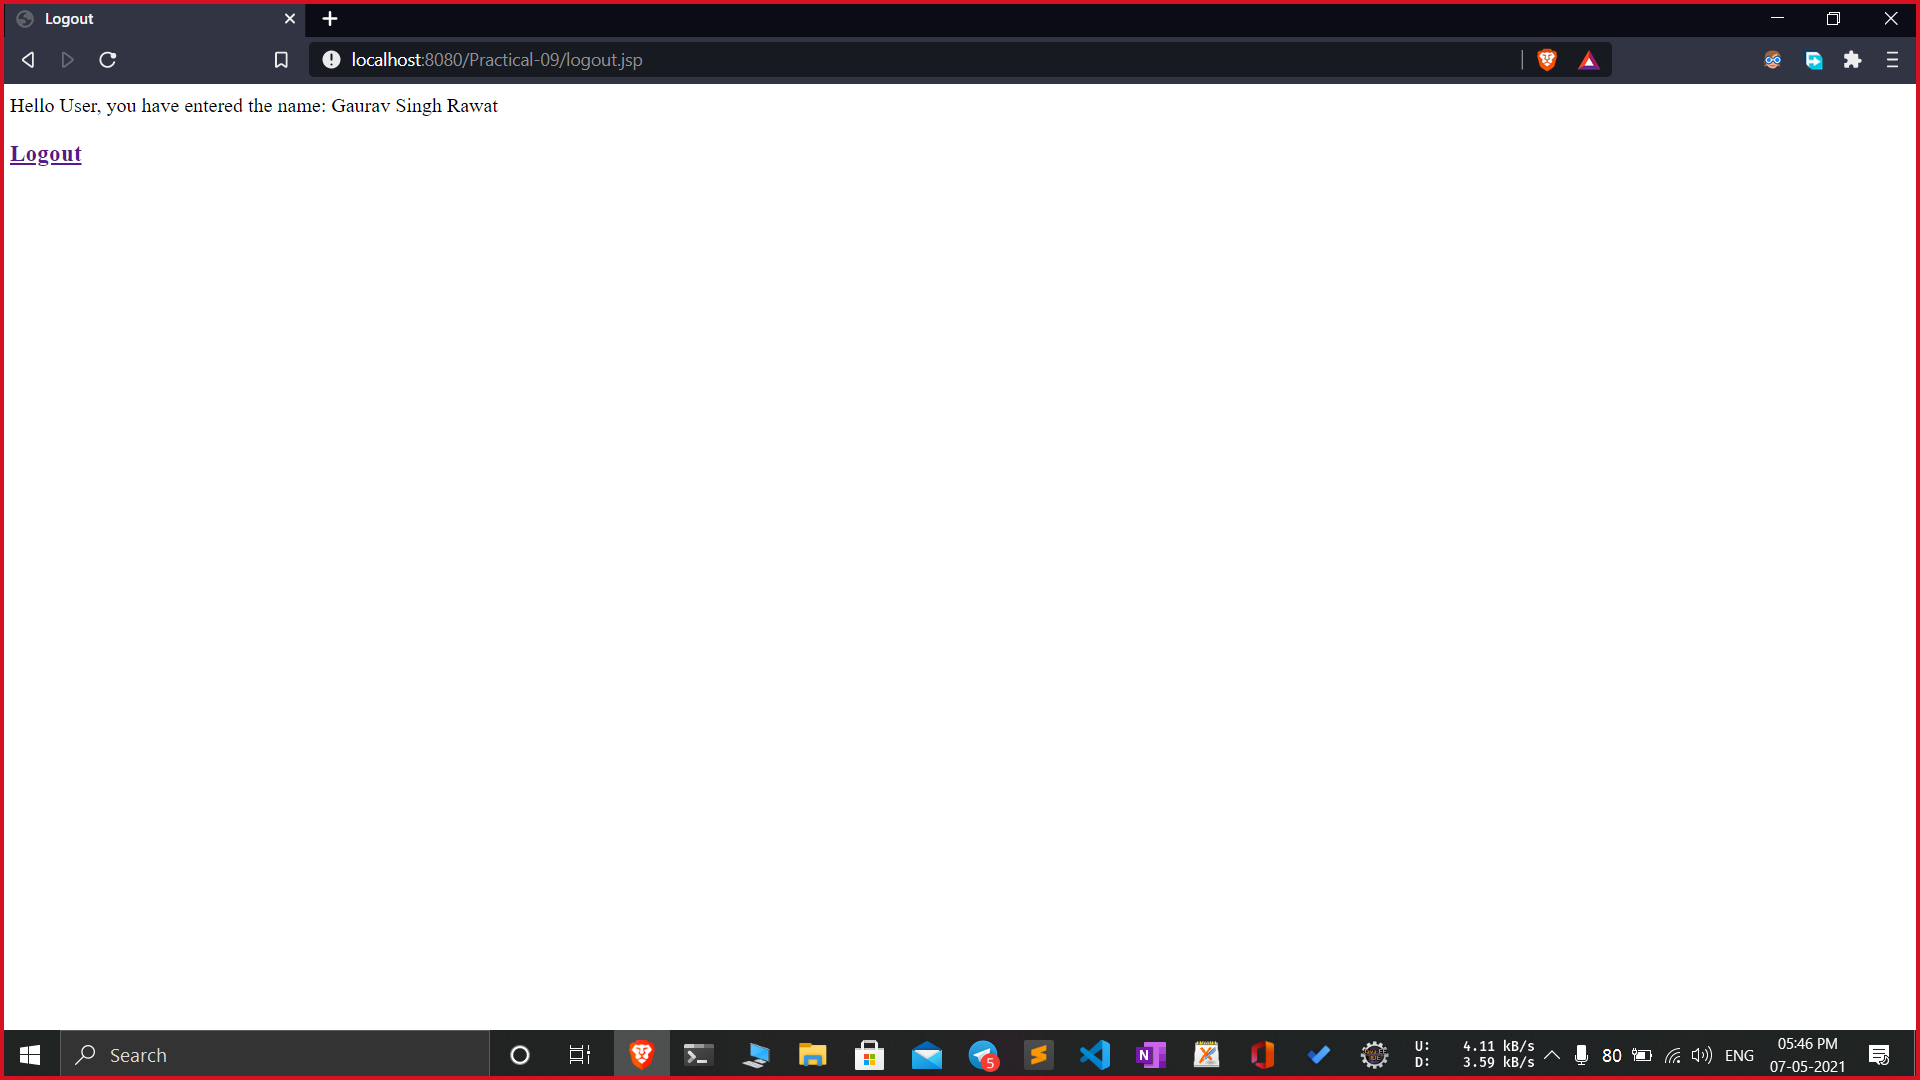 Logout
localhost:8080/Practical-09/logout.jsp
Hello User, you have entered the name: Gaurav Singh Rawat
Logout
Search
5
N
U: 4.11 kB/s
D: 3.59 kB/s
80
ENG
05:46 PM
07-05-2021